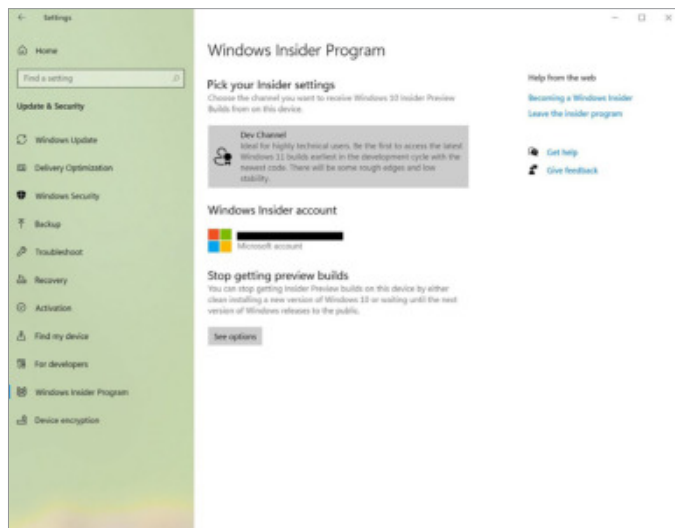 Settings
Home
Find a setting
Update & Security
Windows Update
Delivery Optimization
Windows Security
Backup
Troubleshoot
Recovery
Activation
Find my device
For developers
Windows Insider Program
Device encryption
Windows Insider Program
Pick your Insider settings
Choose the channel you want to receive Windows 10 Insider Preview
Builds from on this device.
Dev Channel
Ideal for highly technical users. Be the first to access the latest
Windows 11 builds earliest in the development cycle with the
newest code. There will be some rough edges and low
stability.
Windows Insider account
Microsoft account
Stop getting preview builds
You can stop getting Insider Preview builds on this device by either
clean installing a new version of Windows 10 or waiting until the next
version of Windows releases to the public.
See options
Help from the web
Becoming a Windows Insider
Leave the insider program
Get help
Give feedback